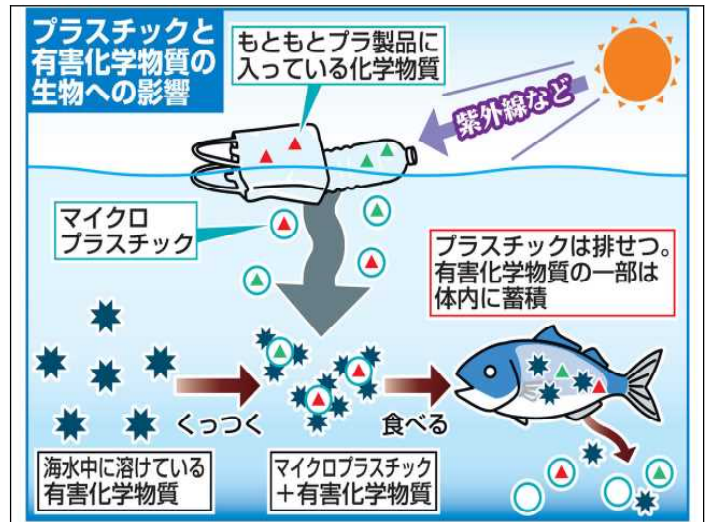 プラスチックと
有害化学物質の
生物への影響
もともとプラ製品に
入っている化学物質
紫外線など
マイクロ
プラスチック
プラスチックは排せつ。
有害化学物質の一部は
体内に蓄積
くっつく
食べる
海水中に溶けている
有害化学物質
マイクロプラスチック
＋有害化学物質